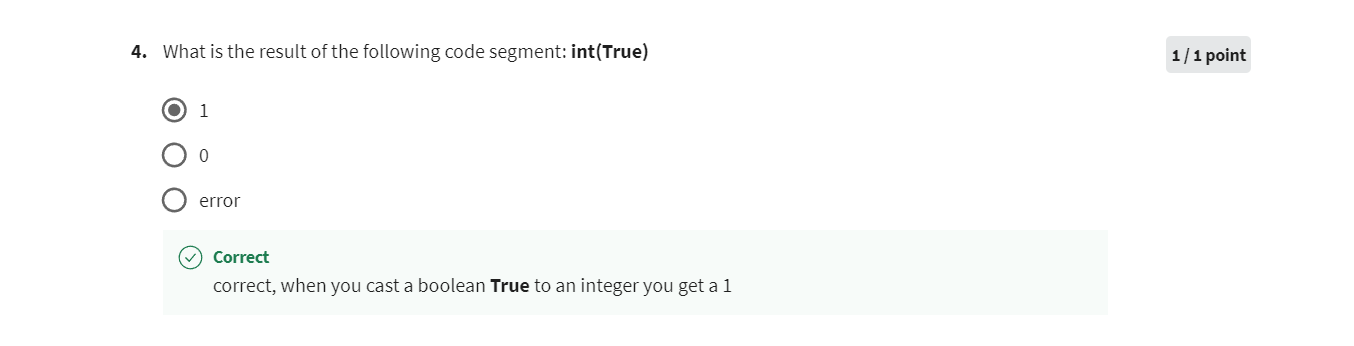 4. What is the result of the following code segment: int(True)
1 / 1 point
1
0
error
Correct
correct, when you cast a boolean True to an integer you get a 1